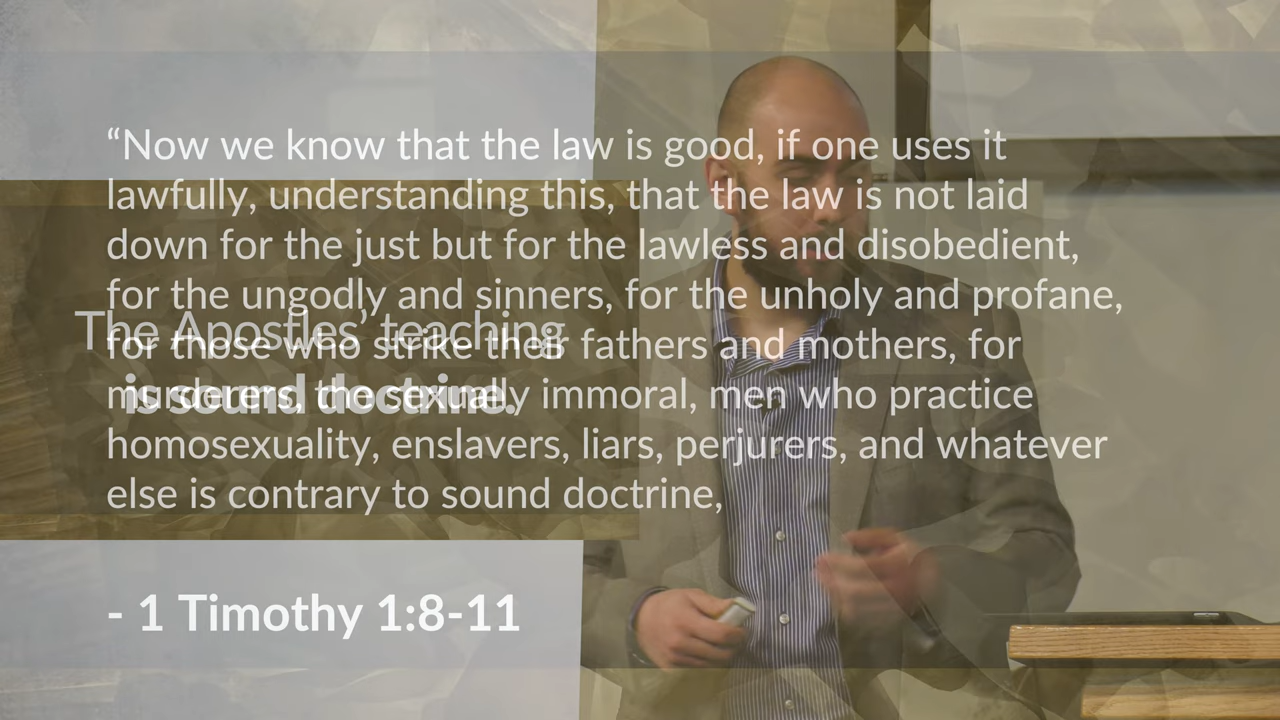 “Now we know that the law is good, if one uses it
lawfully, understanding this, that the law is not laid
down for the just but for the lawless and disobedient,
for the ungodly and sinners, for the unholy and profane,
for those who strike their fathers and mothers, for
murderers, the sexually immoral, men who practice
homosexuality, enslavers, liars, perjurers, and whatever
else is contrary to sound doctrine,
- 1 Timothy 1:8-11
The Apostles’ teaching
is sound doctrine.